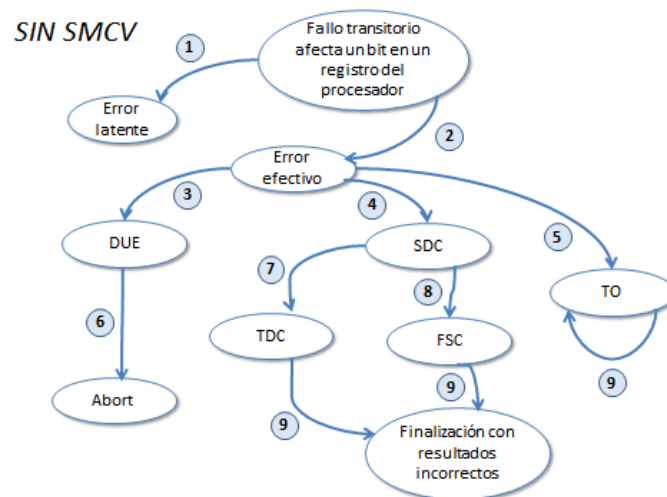 SIN SMCV
Fallo transitorio
afecta un bit en un
registro del
procesador
1
Error
latente
2
Error
efectivo
3
4
5
DUE
SDC
7
8
TO
6
TDC
FSC
9
9
9
Abort
Finalización con
resultados
incorrectos